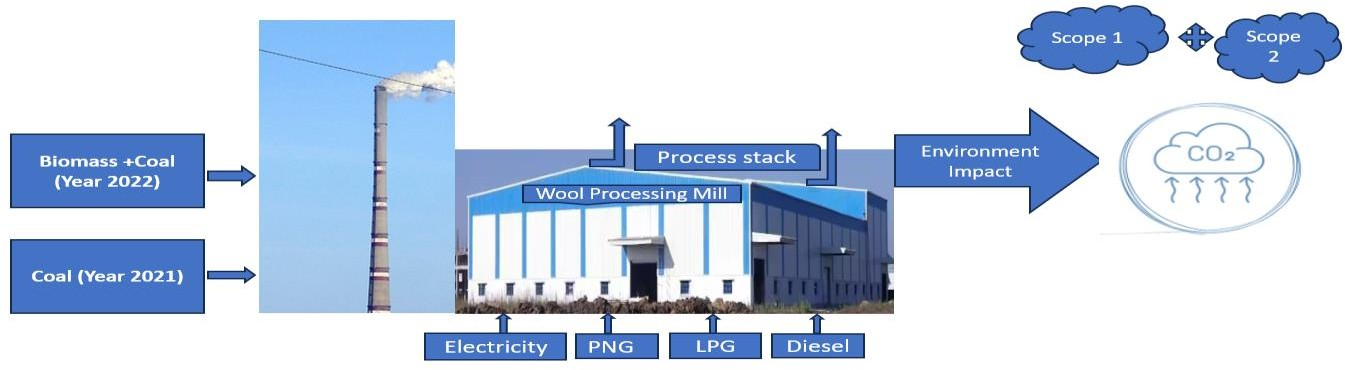 Scope 1
Scope
2
Biomass +Coal
(Year 2022)
Process stack
Environment
Impact
CO₂
Wool Processing Mill
Coal (Year 2021)
Electricity
PNG
LPG
Diesel